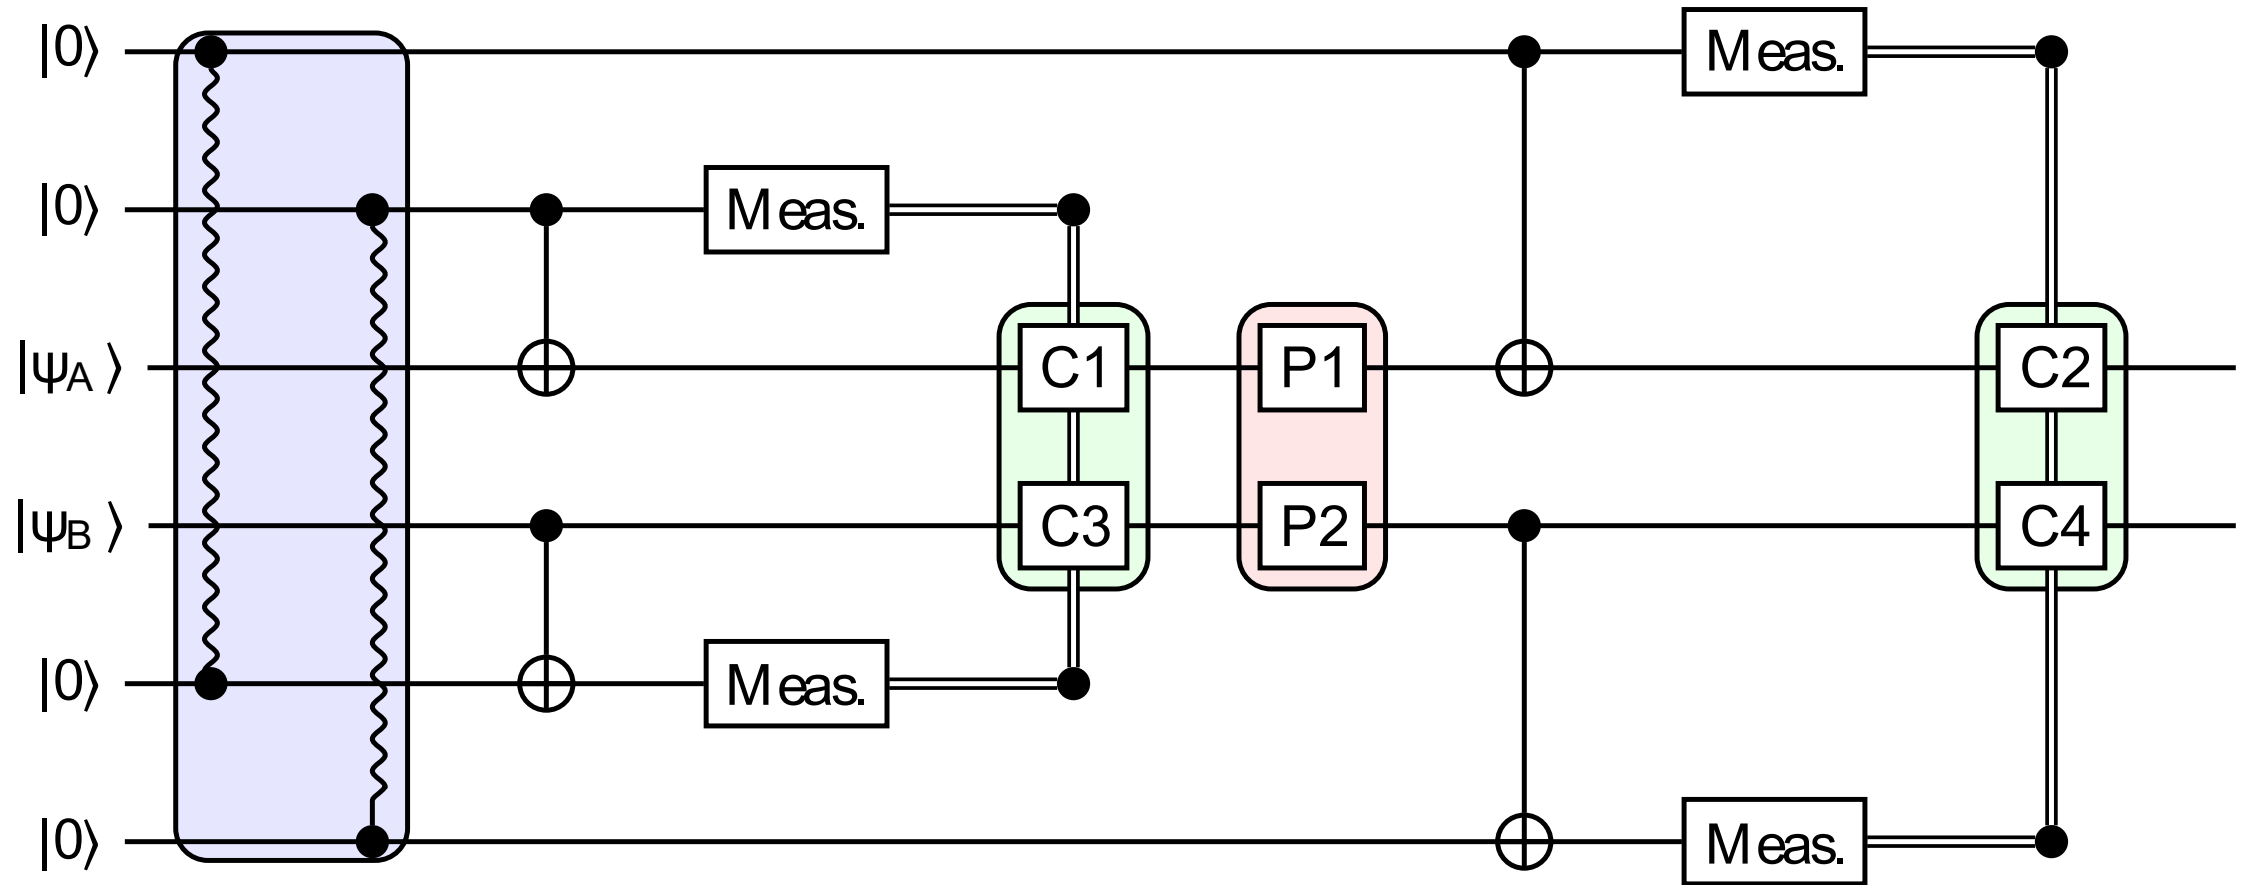 |0⟩ Meas.
|0⟩ Meas.
|ψA⟩ C1 P1 C2
|ψB⟩ C3 P2 C4
|0⟩ Meas.
|0⟩ Meas.